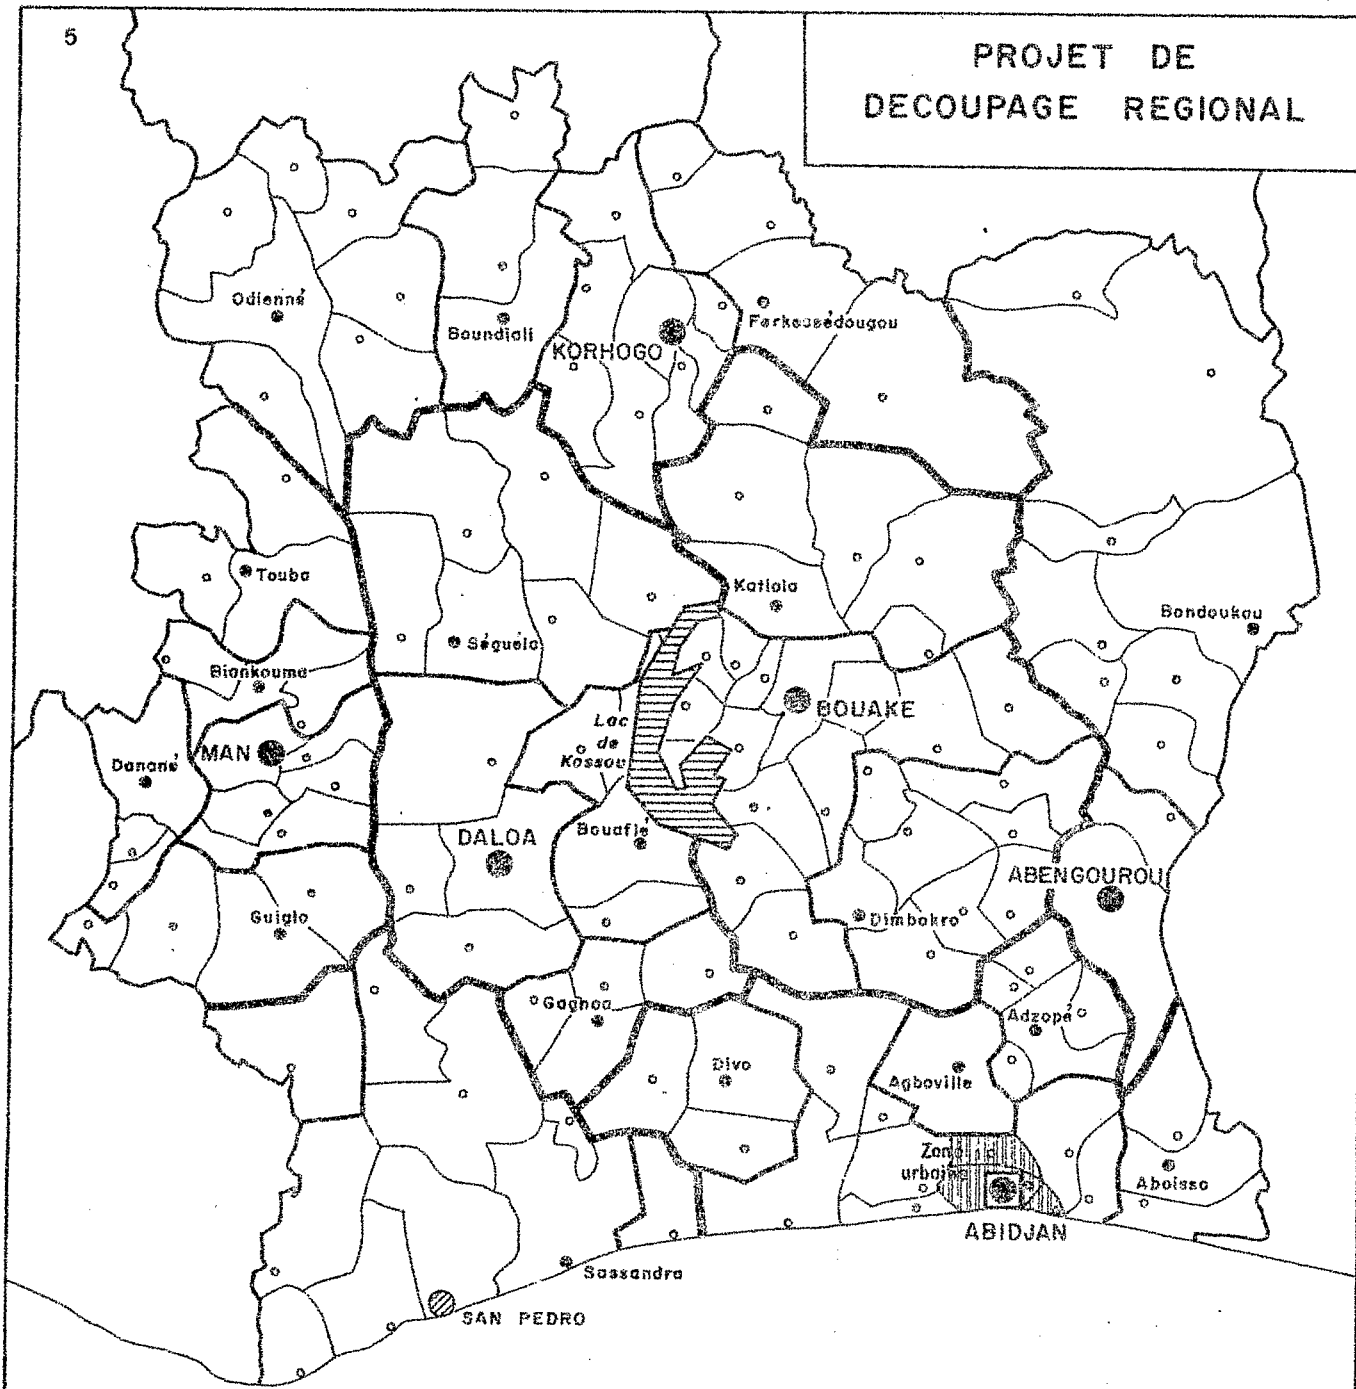 5
PROJET DE
DECOUPAGE REGIONAL
Odienné
Boundiali
KORHOGO
Ferkessédougou
Touba
Séguéla
Katiola
Bondoukou
Biankouma
MAN
Danané
Lac
de
Kossou
BOUAKE
DALOA
Bouaflé
ABENGOUROU
Guiglo
Dimbokro
Gagnoa
Adzopé
Divo
Agboville
Zone
urbaine
Aboisso
ABIDJAN
Sassandra
SAN PEDRO